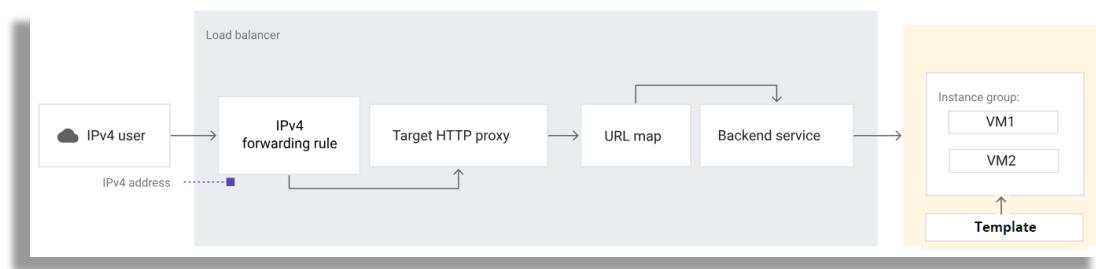 Load balancer
IPv4 user
IPv4
forwarding rule
Target HTTP proxy
URL map
Backend service
IPv4 address
Instance group:
VM1
VM2
Template